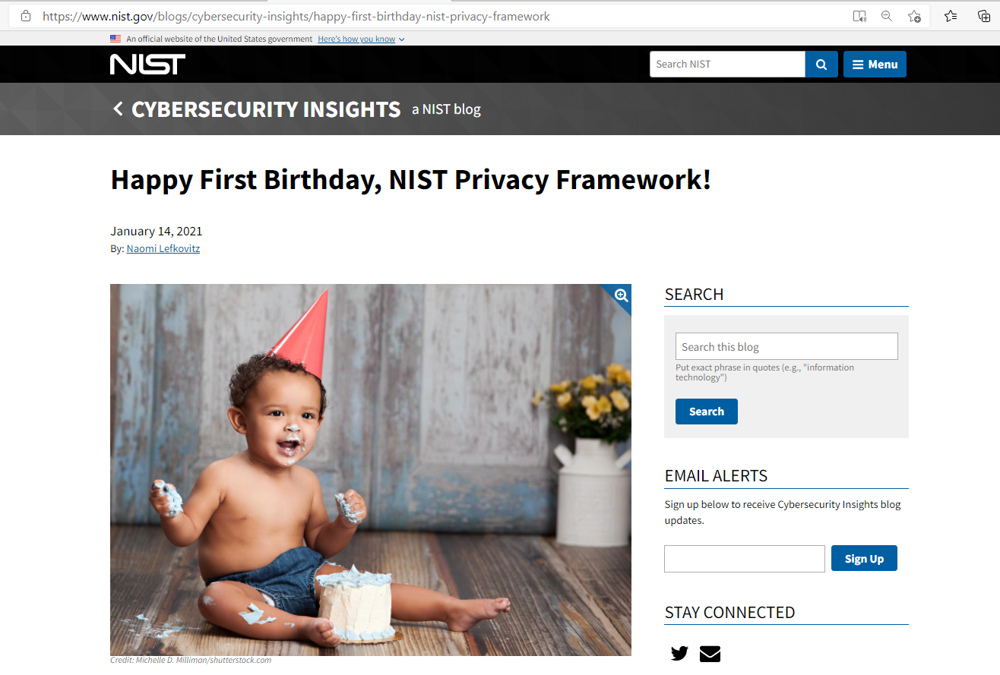 https://www.nist.gov/blogs/cybersecurity-insights/happy-first-birthday-nist-privacy-framework
An official website of the United States government Here's how you know
NIST
Search NIST
Menu
CYBERSECURITY INSIGHTS a NIST blog
Happy First Birthday, NIST Privacy Framework!
January 14, 2021
By: Naomi Lefkovitz
SEARCH
Search this blog
Put exact phrase in quotes (e.g., "information
technology")
Search
EMAIL ALERTS
Sign up below to receive Cybersecurity Insights blog
updates.
Sign Up
STAY CONNECTED
Credit: Michelle D. Milliman/shutterstock.com